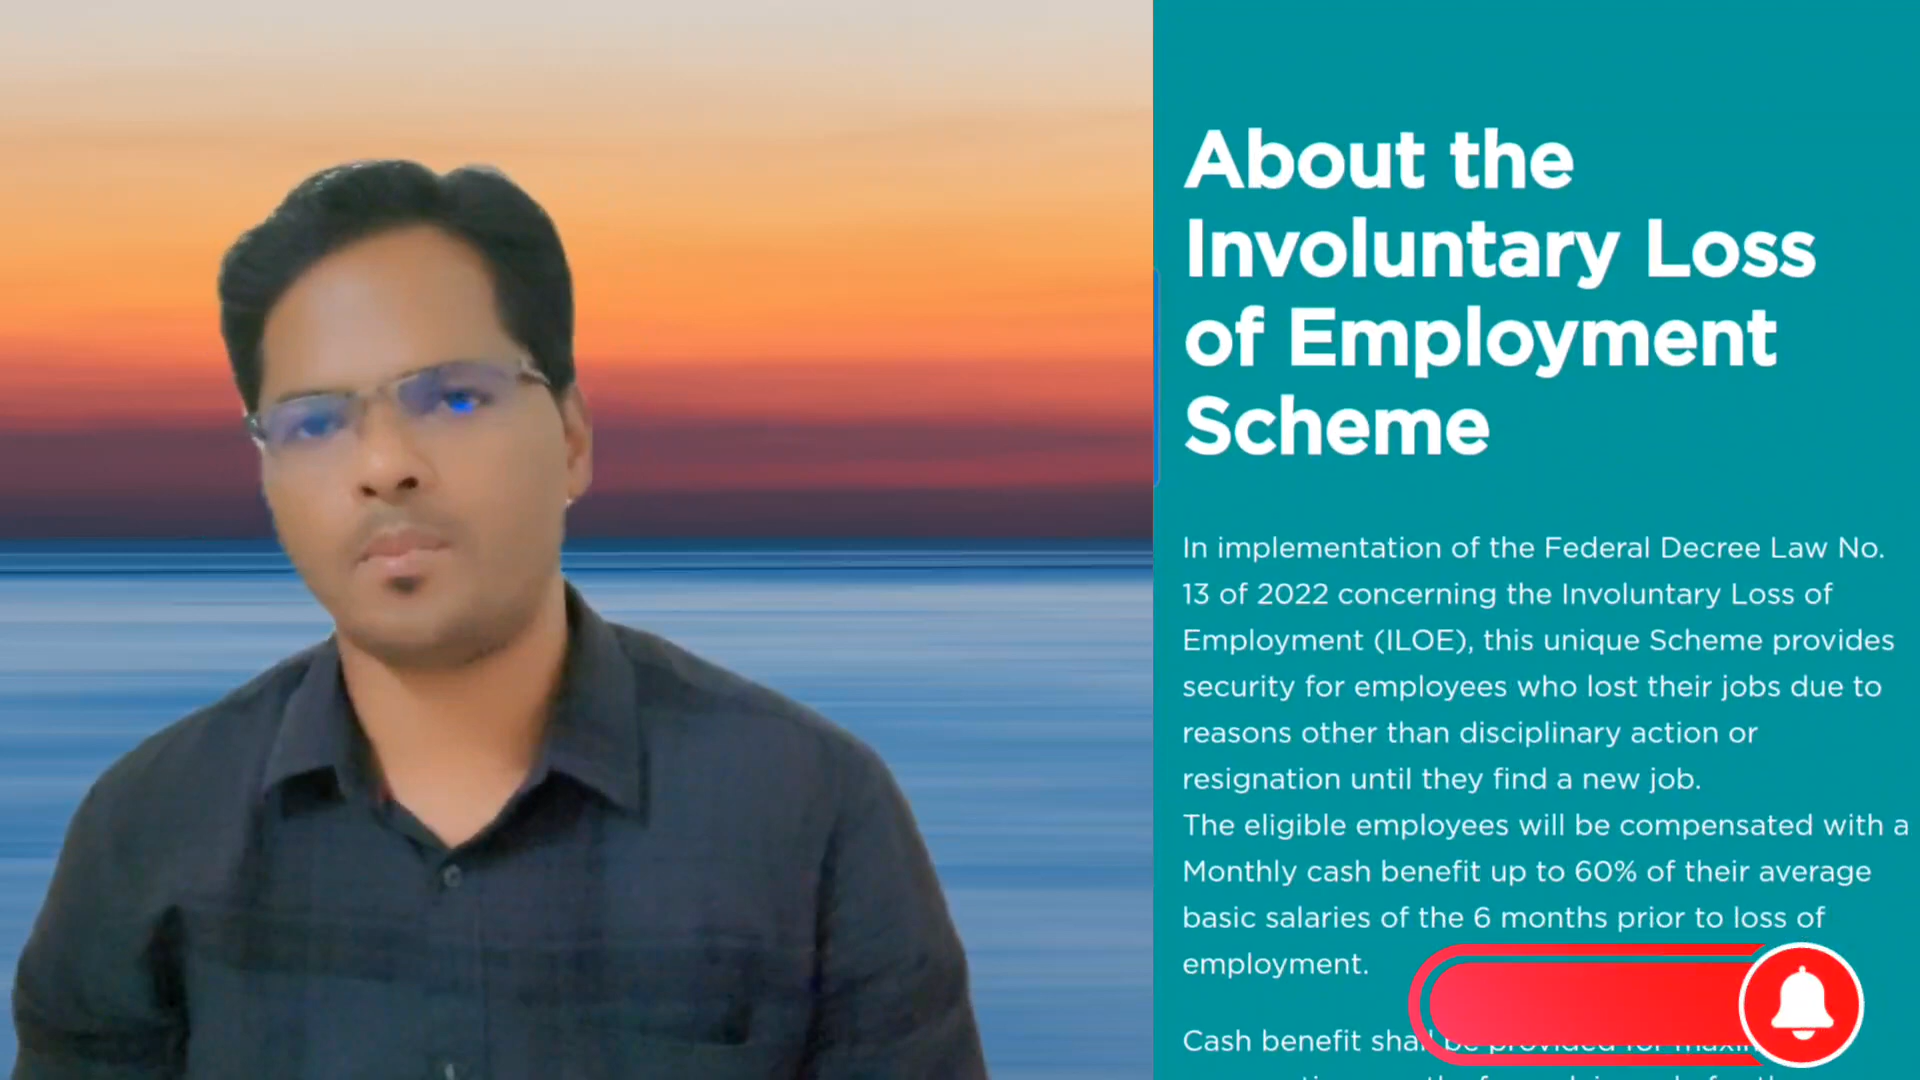 About the
Involuntary Loss
of Employment
Scheme
In implementation of the Federal Decree Law No.
13 of 2022 concerning the Involuntary Loss of
Employment (ILOE), this unique Scheme provides
security for employees who lost their jobs due to
reasons other than disciplinary action or
resignation until they find a new job.
The eligible employees will be compensated with a
Monthly cash benefit up to 60% of their average
basic salaries of the 6 months prior to loss of
employment.
Cash benefit shall be provided for